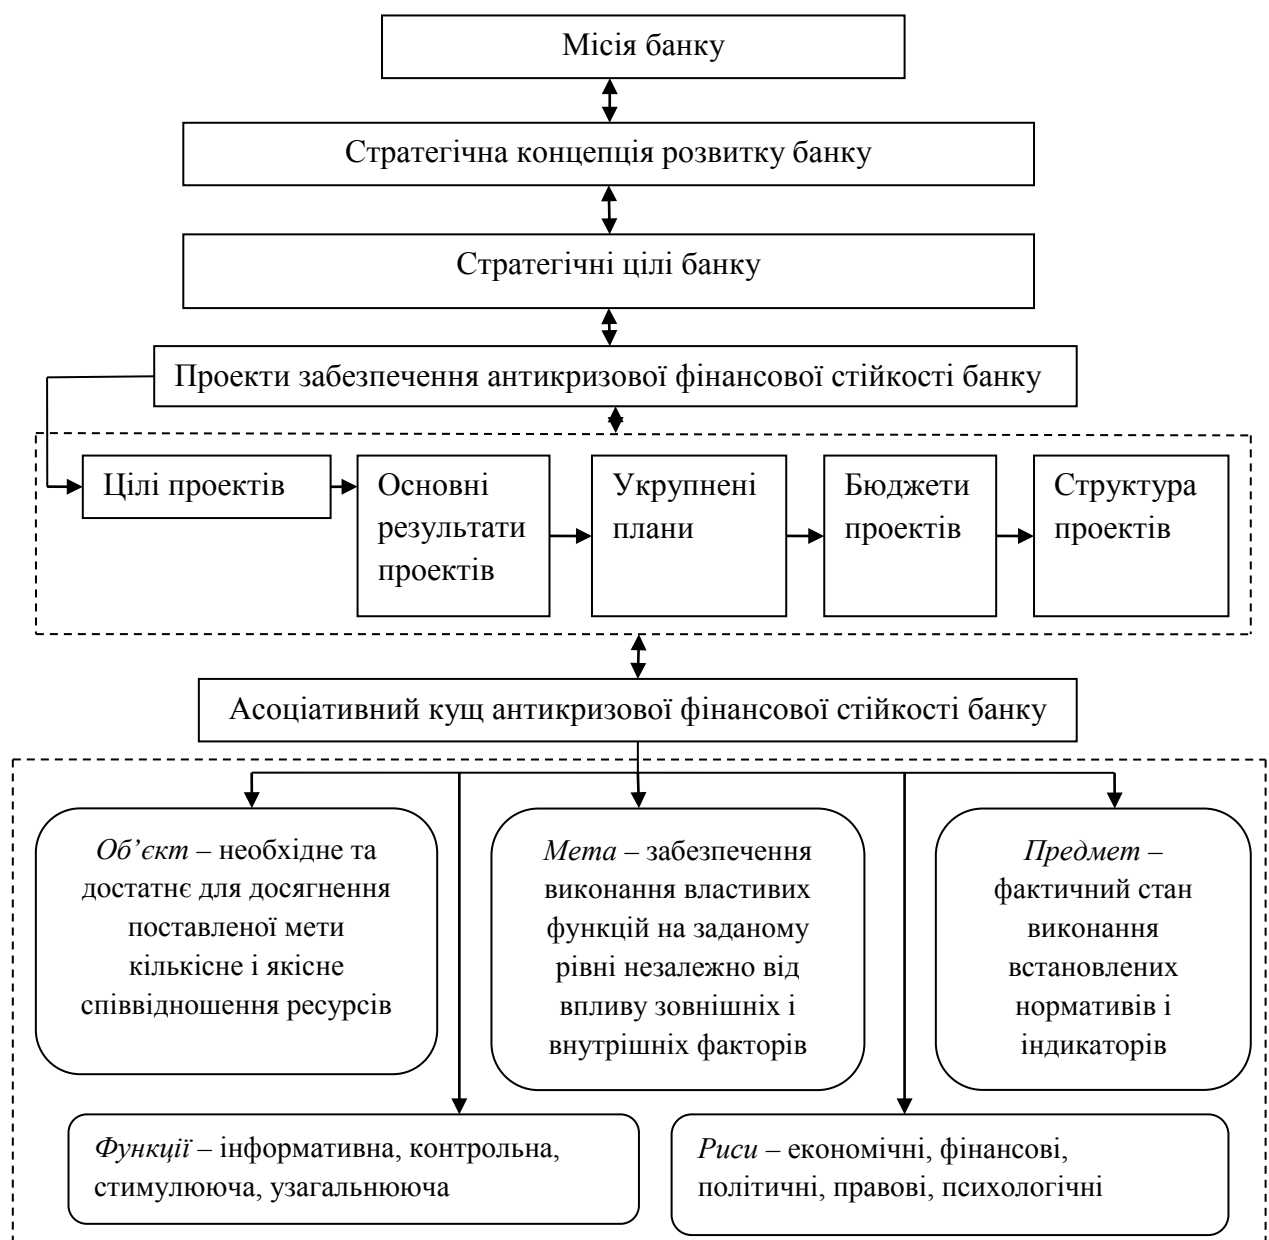 Місія банку
Стратегічна концепція розвитку банку
Стратегічні цілі банку
Проекти забезпечення антикризової фінансової стійкості банку
Цілі проектів
Основні
результати
проектів
Укрупнені
плани
Бюджети
проектів
Структура
проектів
Асоціативний кущ антикризової фінансової стійкості банку
Об’єкт – необхідне та
достатнє для досягнення
поставленої мети
кількісне і якісне
співвідношення ресурсів
Мета – забезпечення
виконання властивих
функцій на заданому
рівні незалежно від
впливу зовнішніх і
внутрішніх факторів
Предмет –
фактичний стан
виконання
встановлених
нормативів і
індикаторів
Функції – інформативна, контрольна,
стимулююча, узагальнююча
Риси – економічні, фінансові,
політичні, правові, психологічні